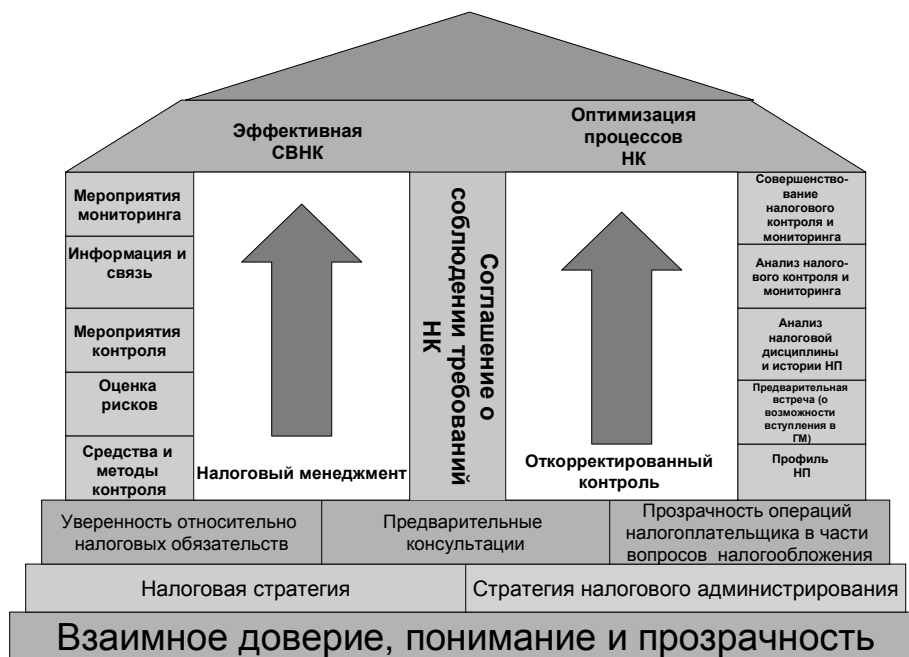 Эффективная
СВНК
Оптимизация
процессов
НК
Мероприятия
мониторинга
Информация и
связь
Мероприятия
контроля
Оценка
рисков
Средства и
методы
контроля
Налоговый менеджмент
Соглашение о
соблюдении требований
НК
Откорректированный
контроль
Совершенство-
вание
налогового
контроля и
мониторинга
Анализ налого-
вого контроля и
мониторинга
Анализ
налоговой
дисциплины
и истории НП
Предварительная
встреча (о
возможности
вступления в
ГМ)
Профиль
НП
Уверенность относительно
налоговых обязательств
Предварительные
консультации
Прозрачность операций
налогоплательщика в части
вопросов налогообложения
Налоговая стратегия
Стратегия налогового администрирования
Взаимное доверие, понимание и прозрачность